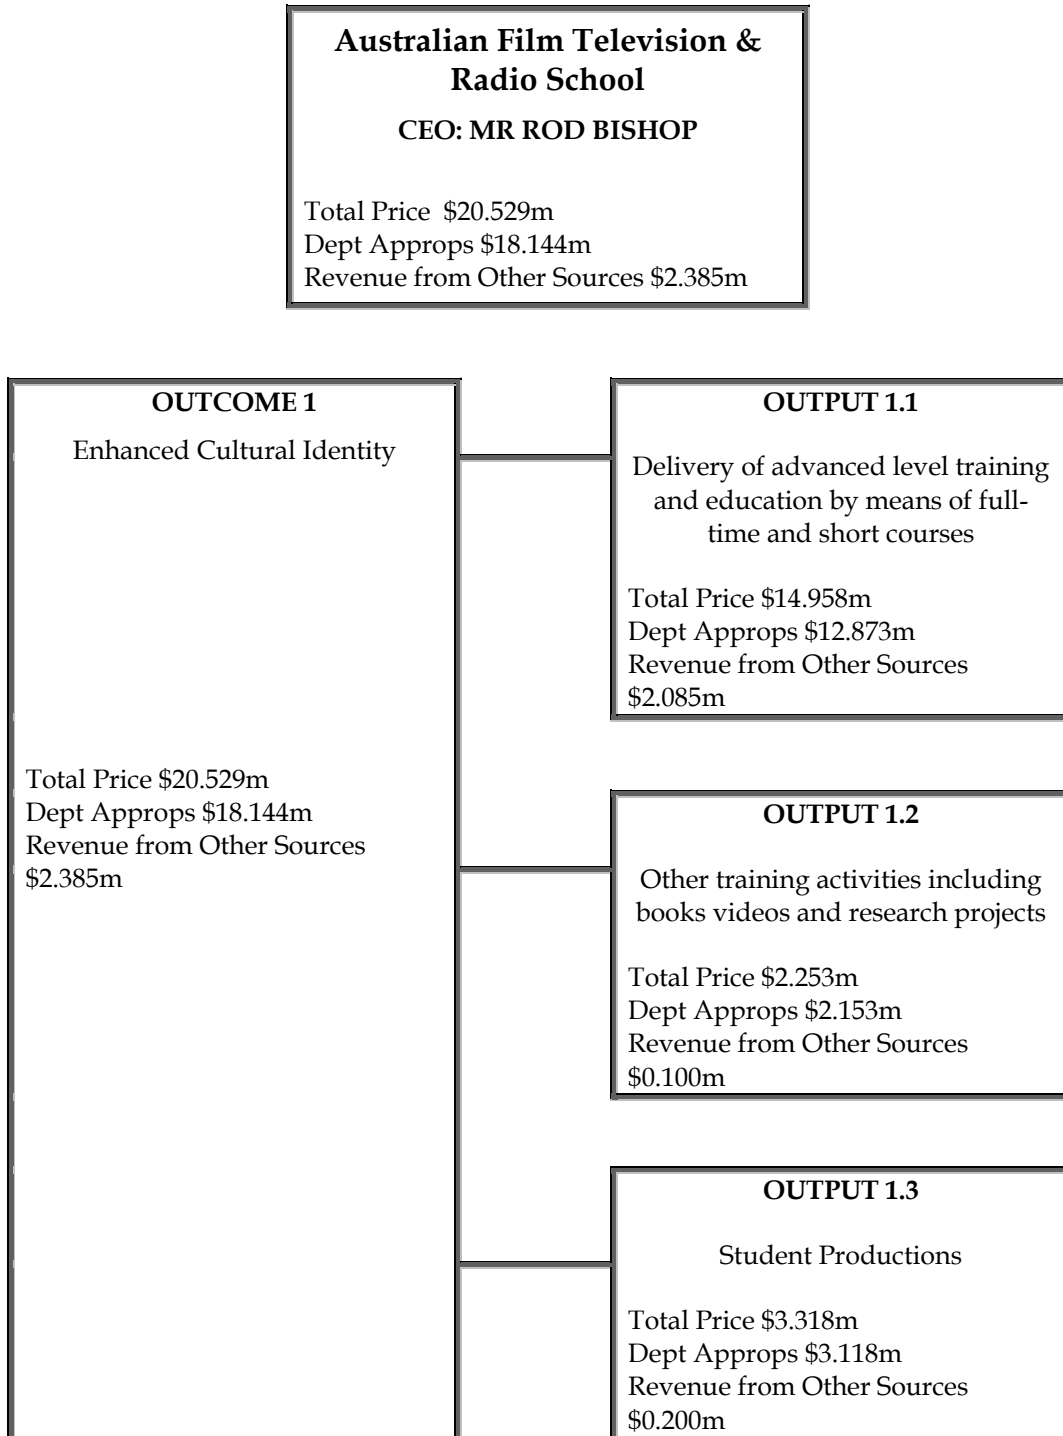 Australian Film Television &
Radio School
CEO: MR ROD BISHOP
Total Price  $20.529m
Dept Approps $18.144m
Revenue from Other Sources $2.385m
OUTCOME 1
Enhanced Cultural Identity
Total Price $20.529m
Dept Approps $18.144m
Revenue from Other Sources
$2.385m
OUTPUT 1.1
Delivery of advanced level training
and education by means of full-
time and short courses
Total Price $14.958m
Dept Approps $12.873m
Revenue from Other Sources
$2.085m
OUTPUT 1.2
Other training activities including
books videos and research projects
Total Price $2.253m
Dept Approps $2.153m
Revenue from Other Sources
$0.100m
OUTPUT 1.3
Student Productions
Total Price $3.318m
Dept Approps $3.118m
Revenue from Other Sources
$0.200m